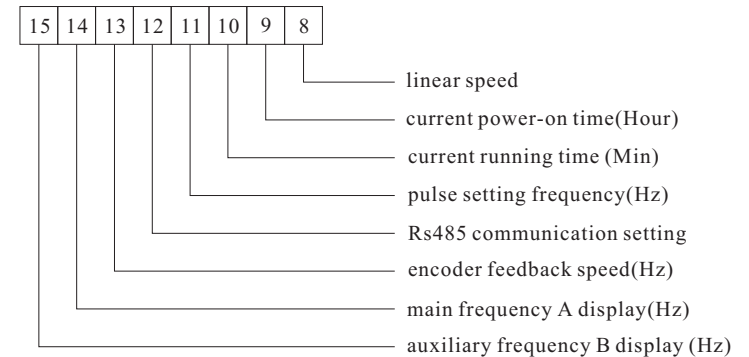 15 14 13 12 11 10 9 8
linear speed
current power-on time(Hour)
current running time (Min)
pulse setting frequency(Hz)
Rs485 communication setting
encoder feedback speed(Hz)
main frequency A display(Hz)
auxiliary frequency B display (Hz)